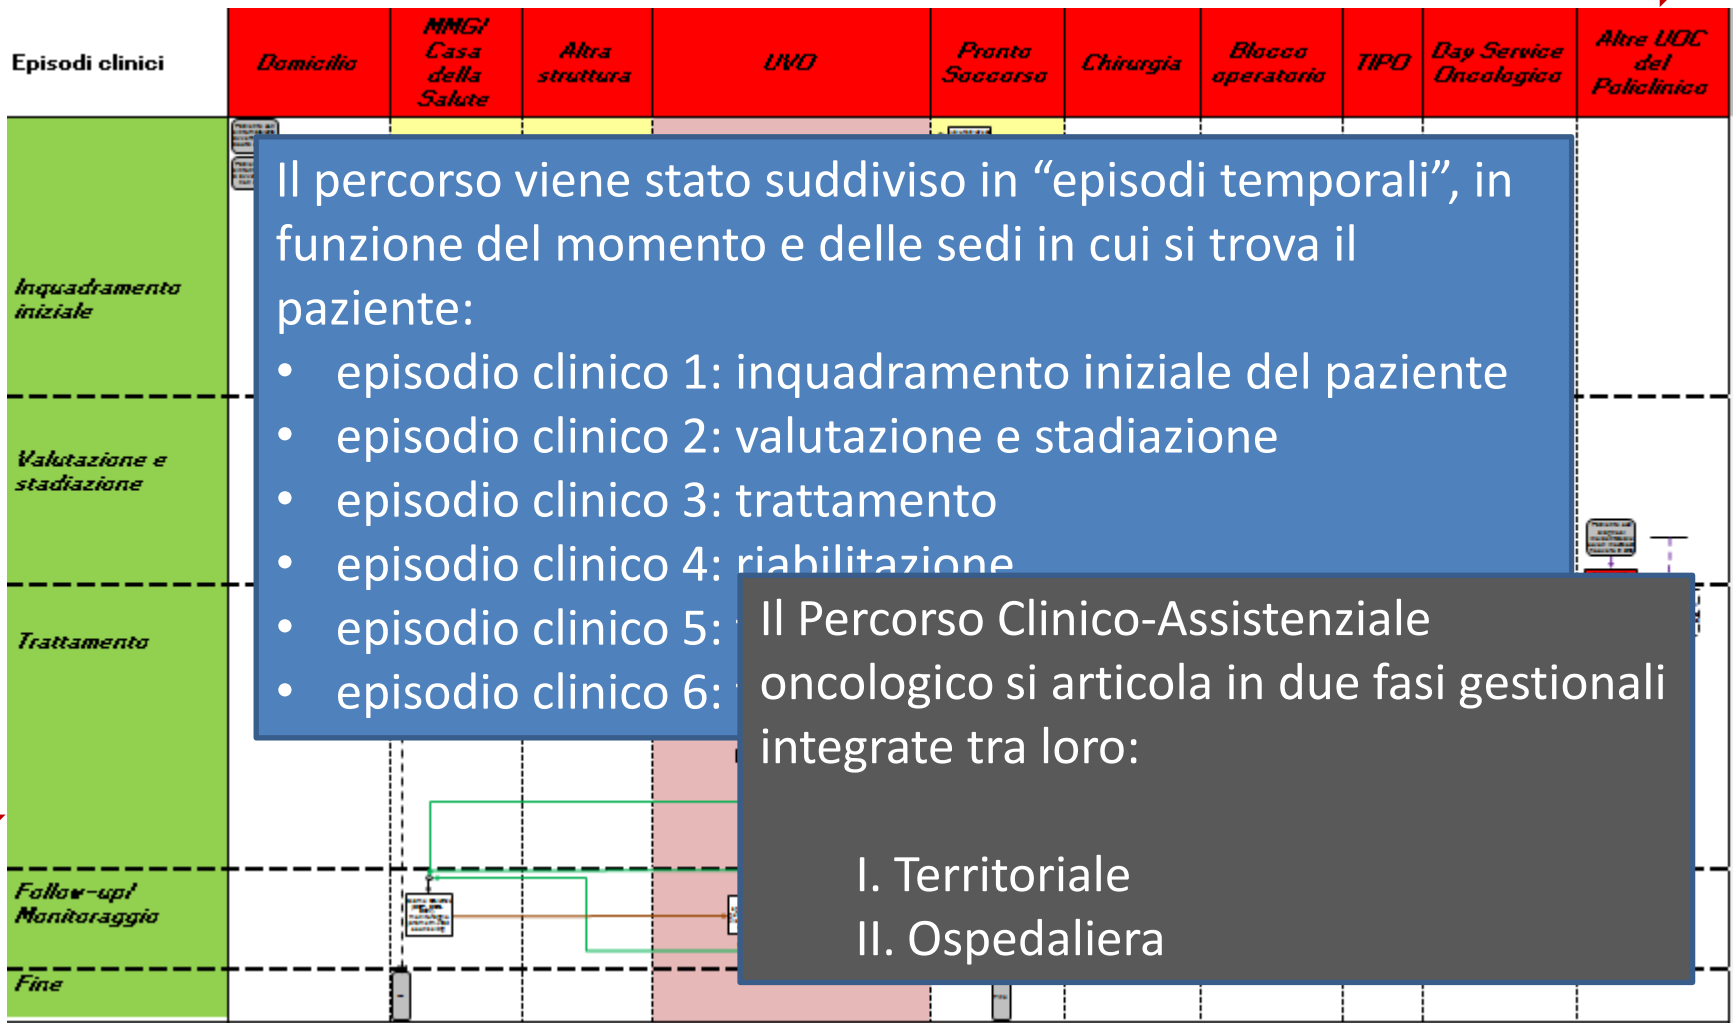 Episodi clinici
Domicilio
MMG/
Casa
della
Salute
Altra
struttura
UVO
Pronto
Soccorso
Chirurgia
Blocco
operatorio
TIPO
Day Service
Oncologico
Altre UOC
del
Policlinico
Inquadramento
iniziale
Valutazione e
stadiazione
Trattamento
Follow-up/
Monitoraggio
Fine
Il percorso viene stato suddiviso in “episodi temporali”, in
funzione del momento e delle sedi in cui si trova il
paziente:
• episodio clinico 1: inquadramento iniziale del paziente
• episodio clinico 2: valutazione e stadiazione
• episodio clinico 3: trattamento
• episodio clinico 4: riabilitazione
• episodio clinico 5:
• episodio clinico 6:
Il Percorso Clinico-Assistenziale
oncologico si articola in due fasi gestionali
integrate tra loro:
I. Territoriale
II. Ospedaliera